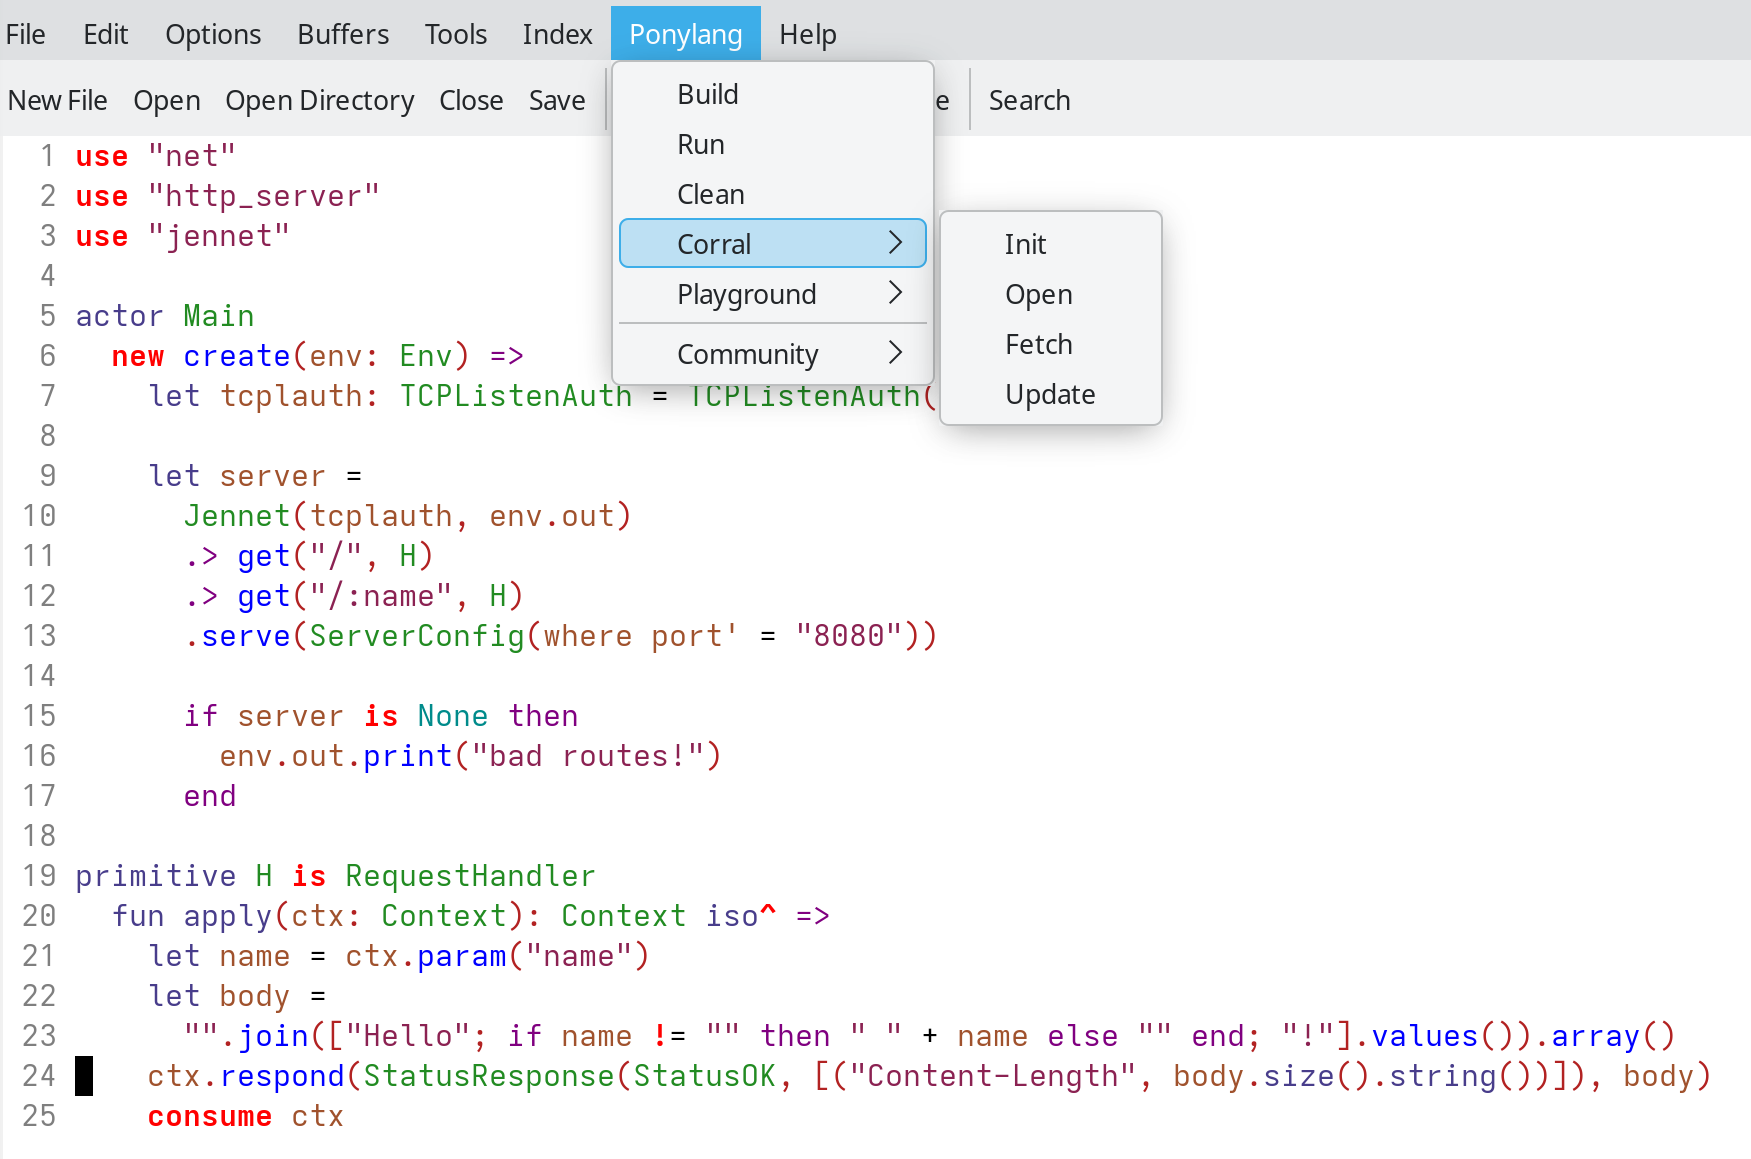 File Edit Options Buffers Tools Index Ponylang Help
New File Open Open Directory Close Save e Search
Build
Run
Clean
Corral
Playground
Community
Init
Open
Fetch
Update
1 use "net"
2 use "http_server"
3 use "jennet"
4
5 actor Main
6   new create(env: Env) =>
7     let tcplauth: TCPListenAuth = TCPListenAuth(
8
9     let server =
10       Jennet(tcplauth, env.out)
11       .> get("/", H)
12       .> get("/:name", H)
13       .serve(ServerConfig(where port' = "8080"))
14
15       if server is None then
16         env.out.print("bad routes!")
17       end
18
19 primitive H is RequestHandler
20   fun apply(ctx: Context): Context iso^ =>
21     let name = ctx.param("name")
22     let body =
23       "".join(["Hello"; if name != "" then " " + name else "" end; "!"].values()).array()
24     ctx.respond(StatusResponse(StatusOK, [("Content-Length", body.size().string())]), body)
25     consume ctx